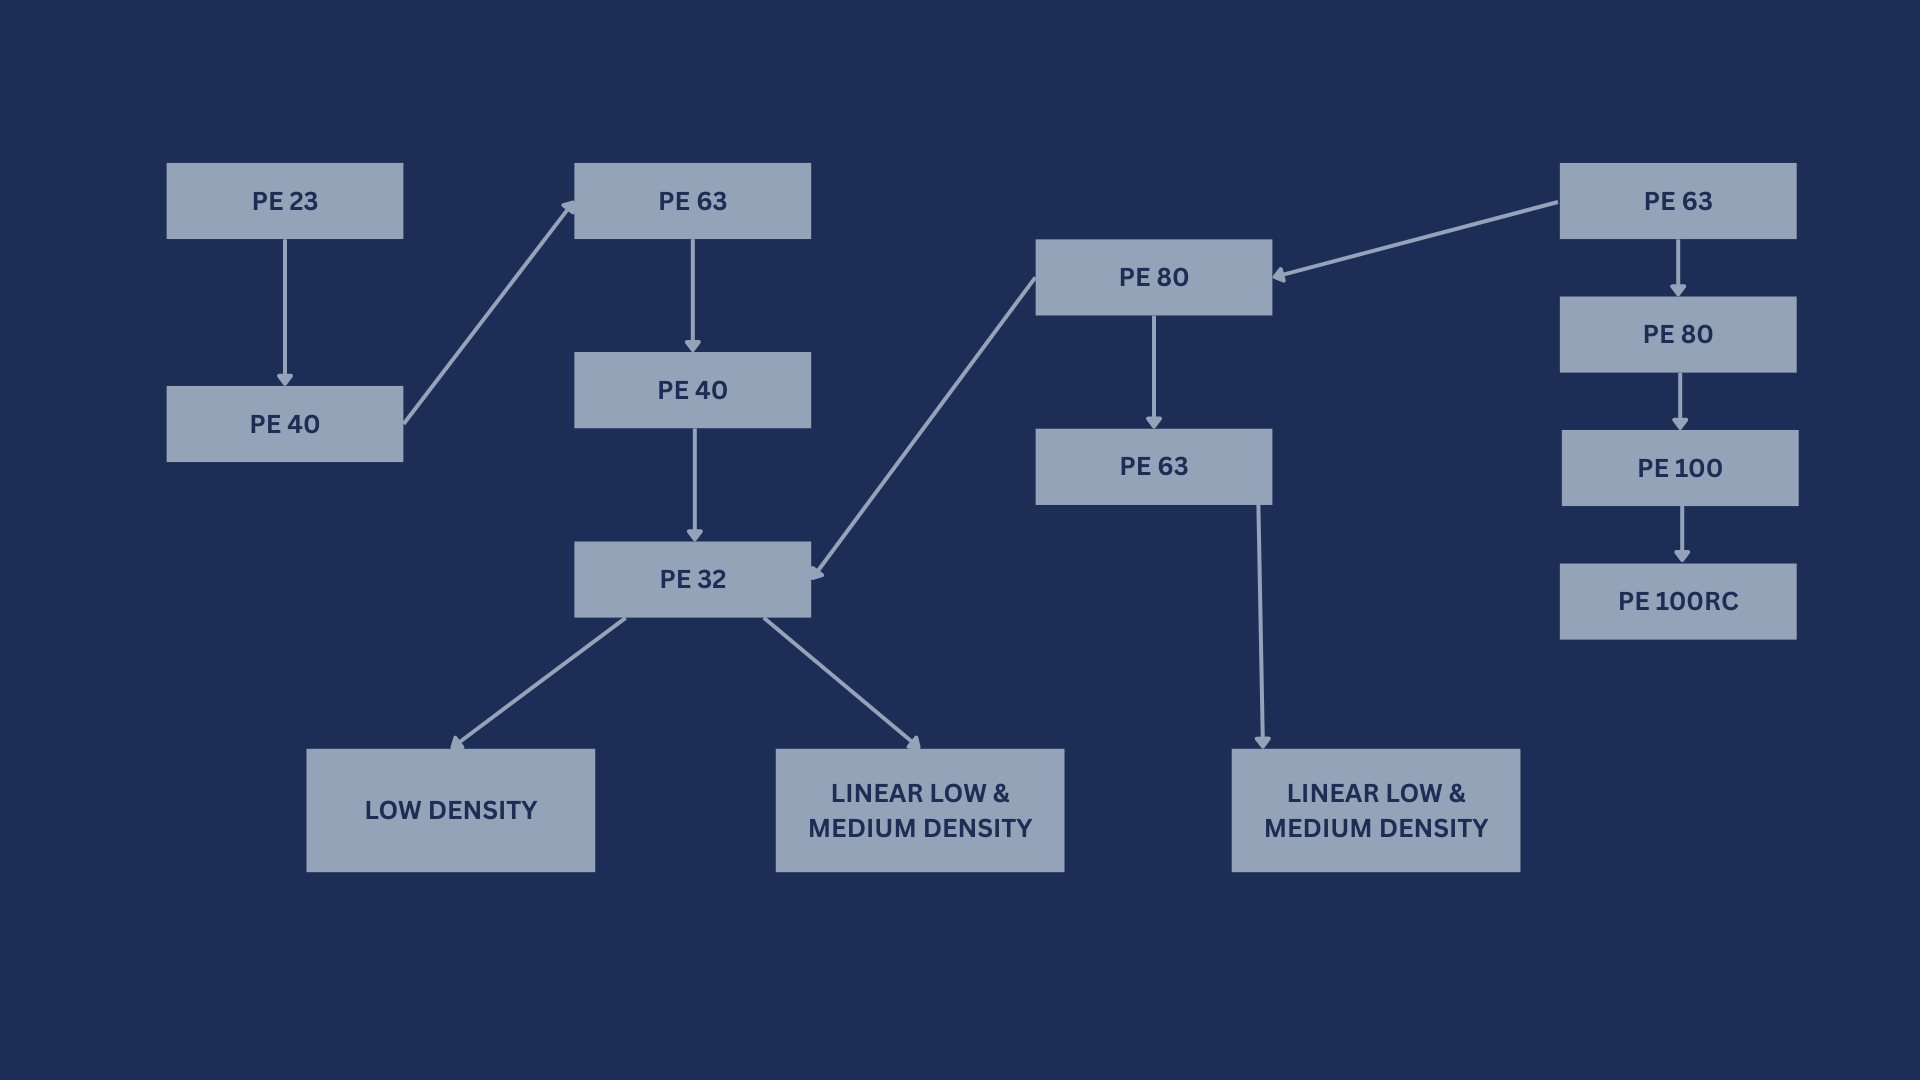 PE 23
PE 40
PE 63
PE 40
PE 32
PE 80
PE 63
PE 63
PE 80
PE 100
PE 100RC
LOW DENSITY
LINEAR LOW &
MEDIUM DENSITY
LINEAR LOW &
MEDIUM DENSITY